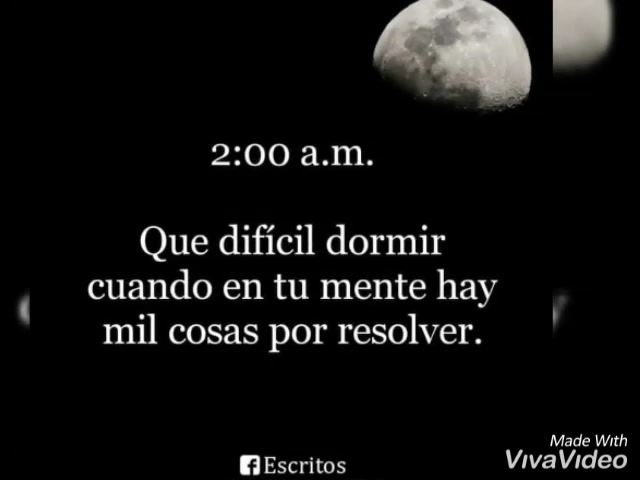 2:00 a.m.
Que difícil dormir
cuando en tu mente hay
mil cosas por resolver.
Escritos
Made With
VivaVideo